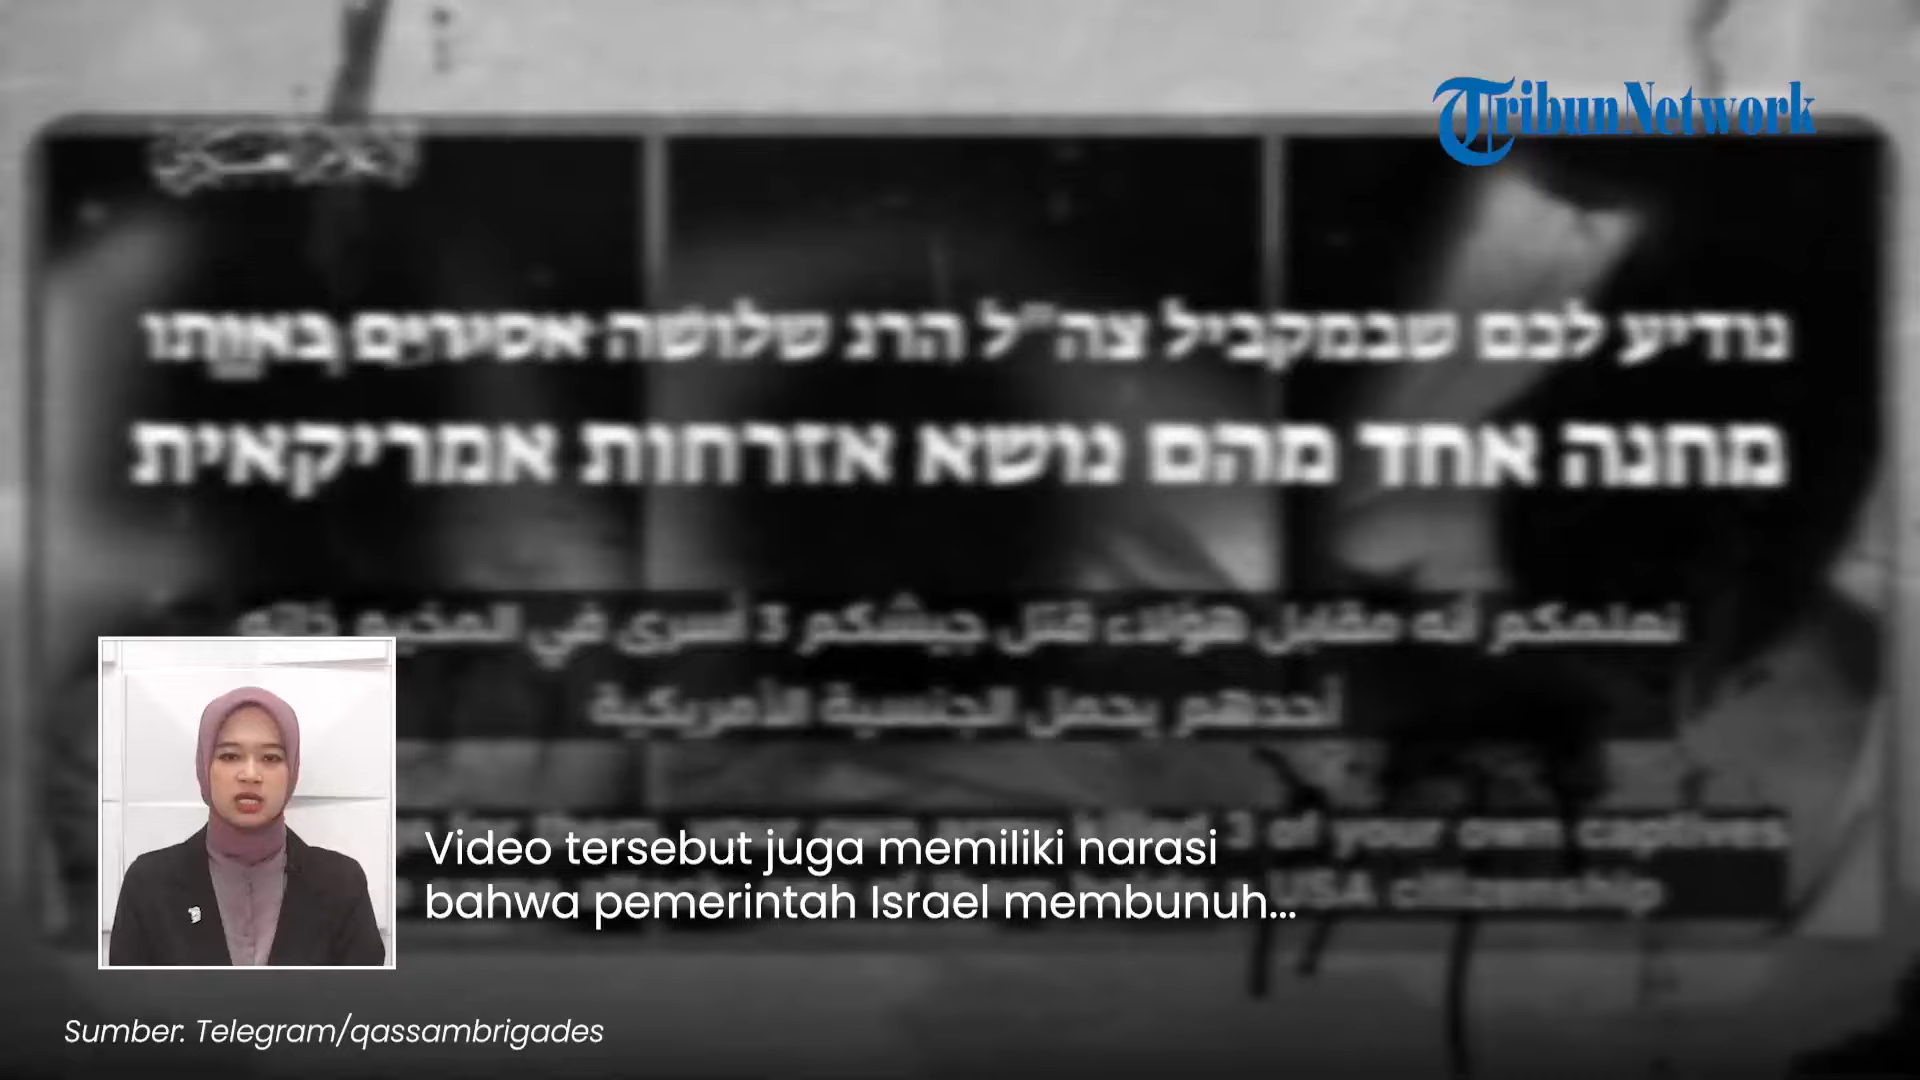 TribunNetwork
נודיע לכם שבמקביל צה"ל הרג שלושה אסירים באותו
מחנה אחד מהם נושא אזרחות אמריקאית
نعلمكم أنه مقابل هؤلاء قتل جيشكم 3 أسرى في المخيم ذاته
أحدهم يحمل الجنسية الأمريكية
killed 3 of your own captives
USA citizenship
Video tersebut juga memiliki narasi
bahwa pemerintah Israel membunuh...
Sumber: Telegram/qassambrigades